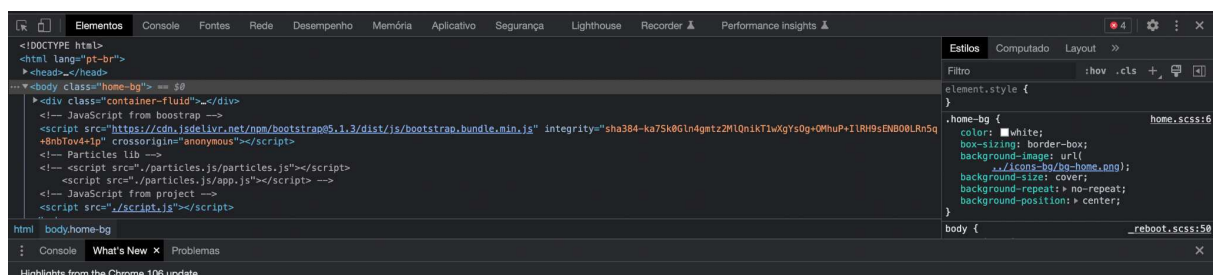 Elementos Console Fontes Rede Desempenho Memória Aplicativo Segurança Lighthouse Recorder Performance insights 4
<!DOCTYPE html>
<html lang="pt-br">
<head>…</head>
<body class="home-bg"> == $0
<div class="container-fluid">…</div>
<!-- JavaScript from boostrap -->
<script src="https://cdn.jsdelivr.net/npm/bootstrap@5.1.3/dist/js/bootstrap.bundle.min.js" integrity="sha384-ka7Sk0Gln4gmtz2MlQnikT1wXgYsOg+OMhuP+IlRH9sENBO0LRn5q
+8nbTov4+1p" crossorigin="anonymous"></script>
<!-- Particles lib -->
<!-- <script src="./particles.js/particles.js"></script>
<script src="./particles.js/app.js"></script> -->
<!-- JavaScript from project -->
<script src="./script.js"></script>
html body.home-bg
Estilos Computado Layout »
Filtro :hov .cls +
element.style {
}
.home-bg { home.scss:6
color: white;
box-sizing: border-box;
background-image: url(
../icons-bg/bg-home.png);
background-size: cover;
background-repeat: no-repeat;
background-position: center;
}
body { _reboot.scss:50
Console What's New × Problemas
Highlights from the Chrome 106 update